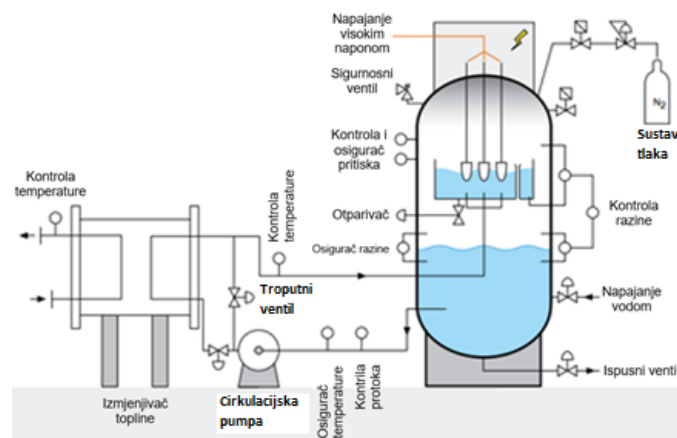 Napajanje
visokim
naponom
Sigurnosni
ventil
N₂
Sustav
tlaka
Kontrola i
osigurač
pritiska
Kontrola
temperature
Kontrola
temperature
Otparivač
Kontrola
razine
Osigurač razine
Troputni
ventil
Napajanje
vodom
Ispusni venti
Izmjenjivač
topline
Cirkulacijska
pumpa
Osigurač
temperature
Kontrila
protoka